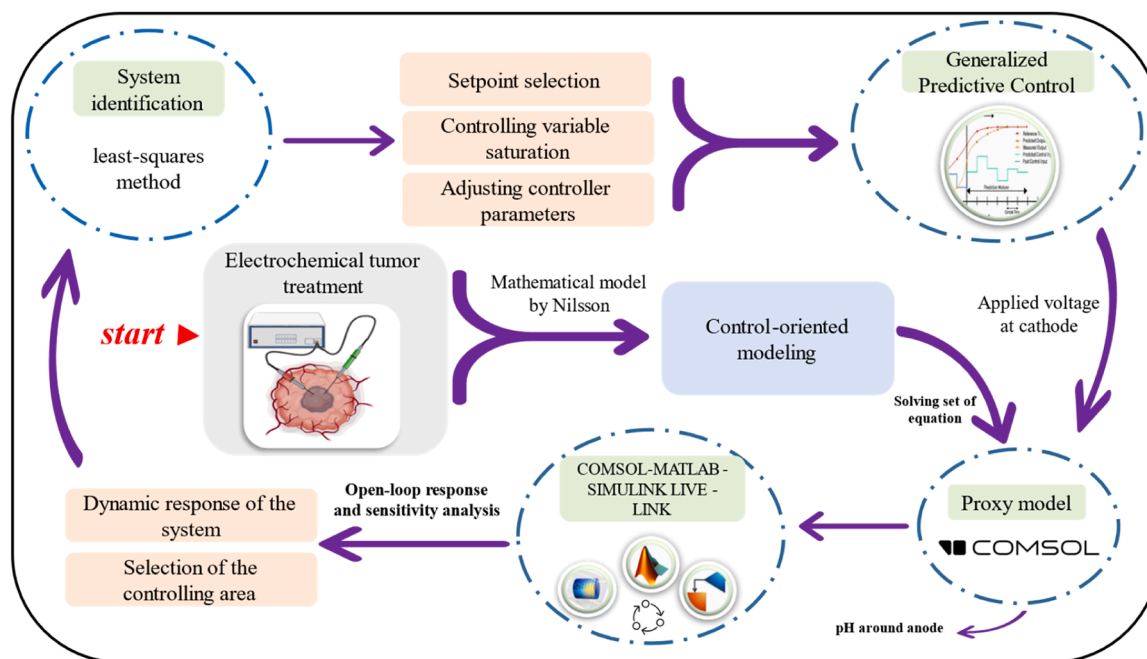 System
identification
least-squares
method
Setpoint selection
Controlling variable
saturation
Adjusting controller
parameters
Generalized
Predictive Control
start
Electrochemical tumor
treatment
Mathematical model
by Nilsson
Control-oriented
modeling
Applied voltage
at cathode
Solving set of
equation
Proxy model
COMSOL
pH around anode
COMSOL-MATLAB -
SIMULINK LIVE -
LINK
Open-loop response
and sensitivity analysis
Dynamic response of the
system
Selection of the
controlling area